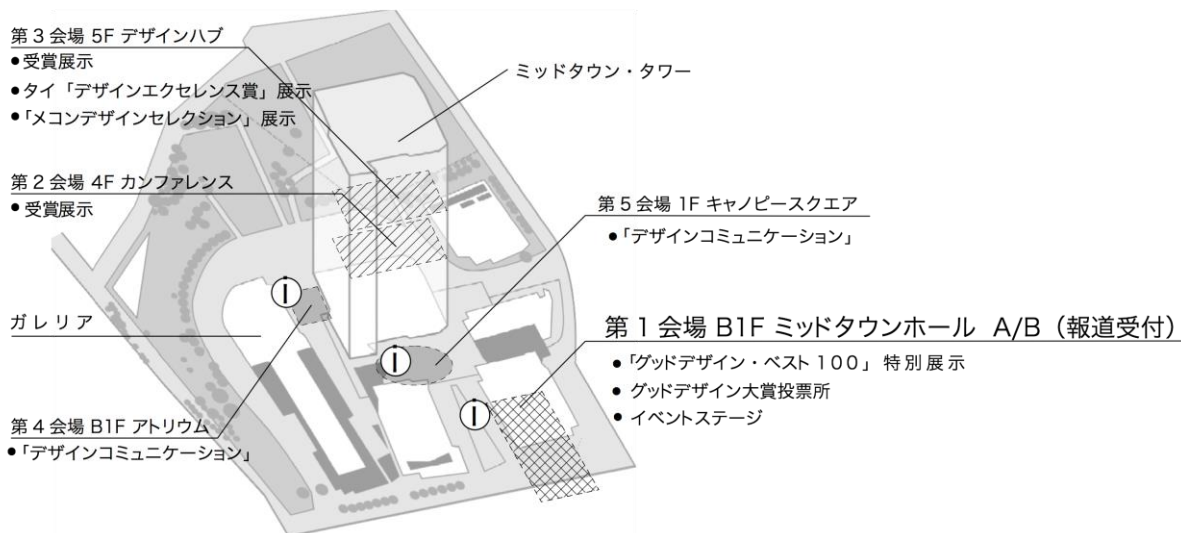 第3会場 5F デザインハブ
●受賞展示
●タイ「デザインエクセレンス賞」展示
●「メコンデザインセレクション」展示
ミッドタウン・タワー
第2会場 4F カンファレンス
●受賞展示
第5会場 1F キャノピースクエア
●「デザインコミュニケーション」
ガレリア
第1会場 B1F ミッドタウンホール A/B（報道受付）
●「グッドデザイン・ベスト100」特別展示
●グッドデザイン大賞投票所
●イベントステージ
第4会場 B1F アトリウム
●「デザインコミュニケーション」